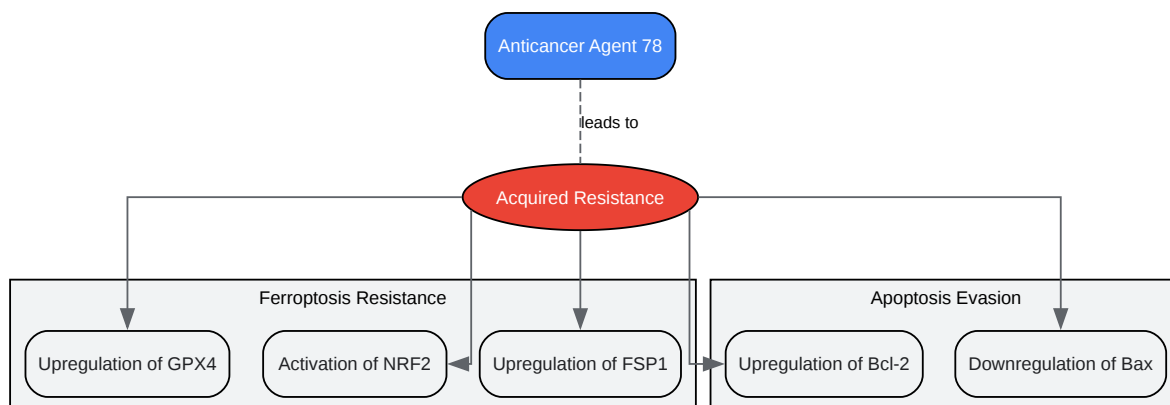 Anticancer Agent 78
leads to
Acquired Resistance
Ferroptosis Resistance
Apoptosis Evasion
Upregulation of GPX4
Activation of NRF2
Upregulation of FSP1
Upregulation of Bcl-2
Downregulation of Bax